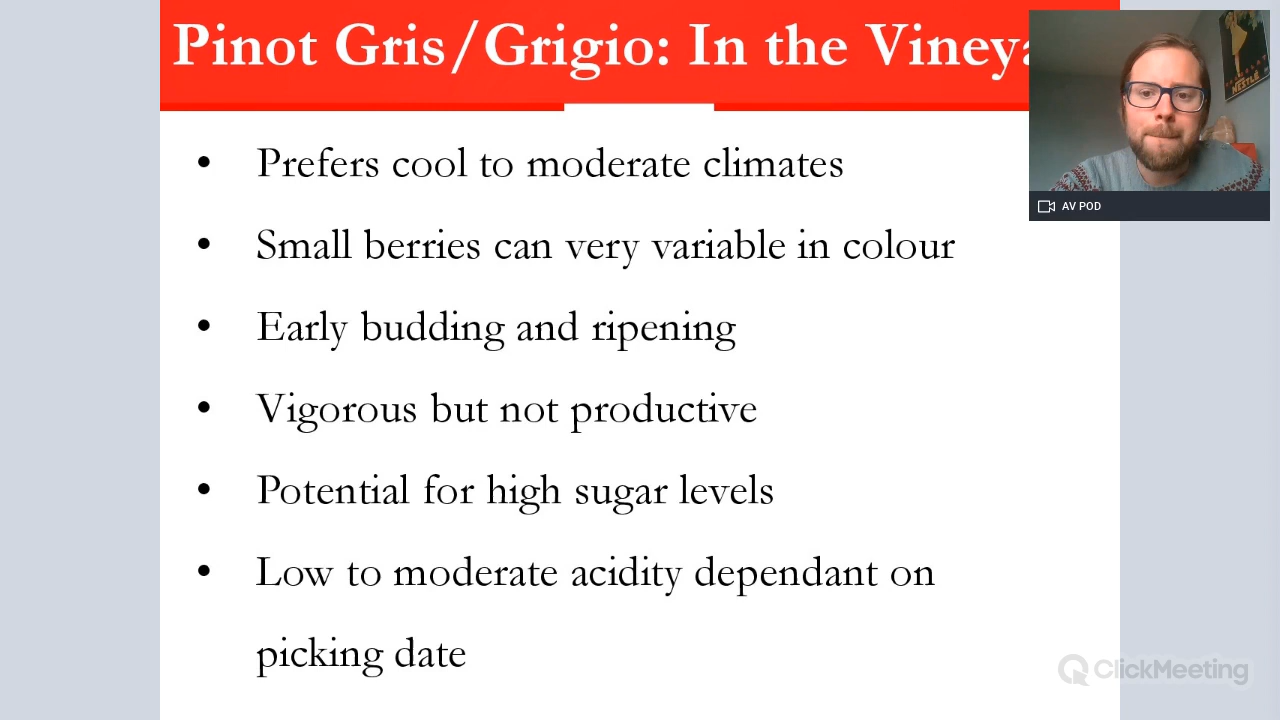 Pinot Gris/Grigio: In the Vineya
NESTLÉ
AV POD
• Prefers cool to moderate climates
• Small berries can very variable in colour
• Early budding and ripening
• Vigorous but not productive
• Potential for high sugar levels
• Low to moderate acidity dependant on
picking date
ClickMeeting